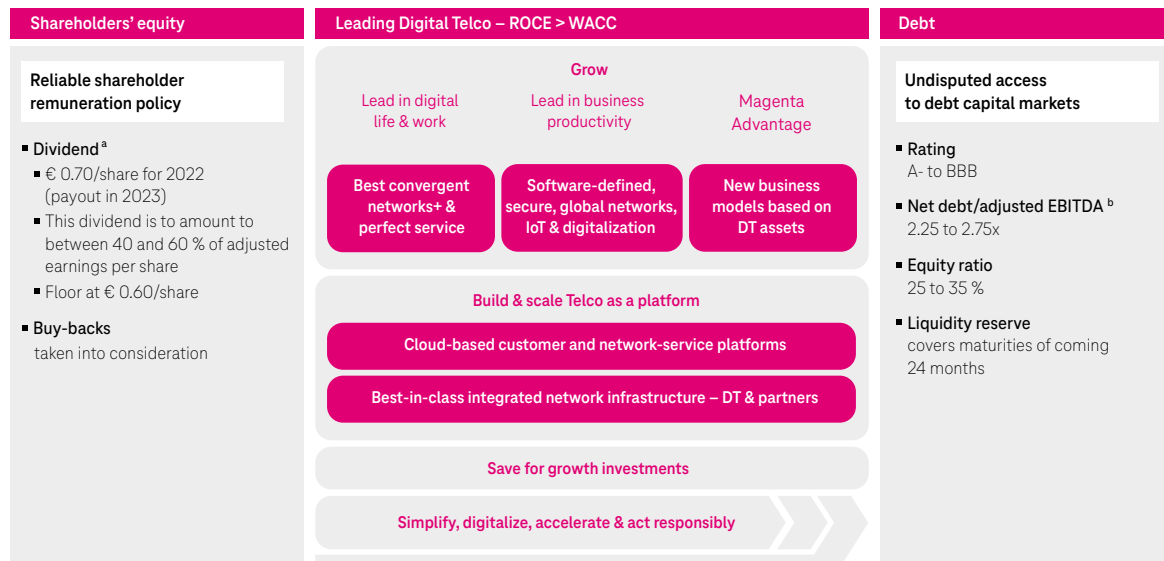 Shareholders' equity
Reliable shareholder
remuneration policy
Dividend a
€ 0.70/share for 2022
(payout in 2023)
This dividend is to amount to
between 40 and 60 % of adjusted
earnings per share
Floor at € 0.60/share
Buy-backs
taken into consideration
Leading Digital Telco – ROCE > WACC
Grow
Lead in digital
life & work
Lead in business
productivity
Magenta
Advantage
Best convergent
networks+ &
perfect service
Software-defined,
secure, global networks,
IoT & digitalization
New business
models based on
DT assets
Build & scale Telco as a platform
Cloud-based customer and network-service platforms
Best-in-class integrated network infrastructure – DT & partners
Save for growth investments
Simplify, digitalize, accelerate & act responsibly
Debt
Undisputed access
to debt capital markets
Rating
A- to BBB
Net debt/adjusted EBITDA b
2.25 to 2.75x
Equity ratio
25 to 35 %
Liquidity reserve
covers maturities of coming
24 months